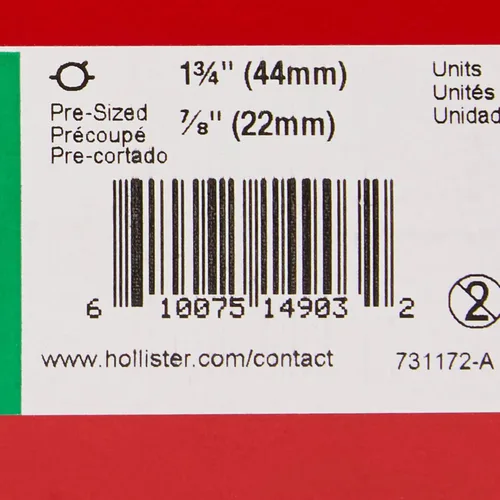 1¾" (44mm)
Pre-Sized
Précoupé
Pre-cortado
⅞" (22mm)
Units
Unités
Unidad
6 10075 14903 2
2
www.hollister.com/contact
731172-A